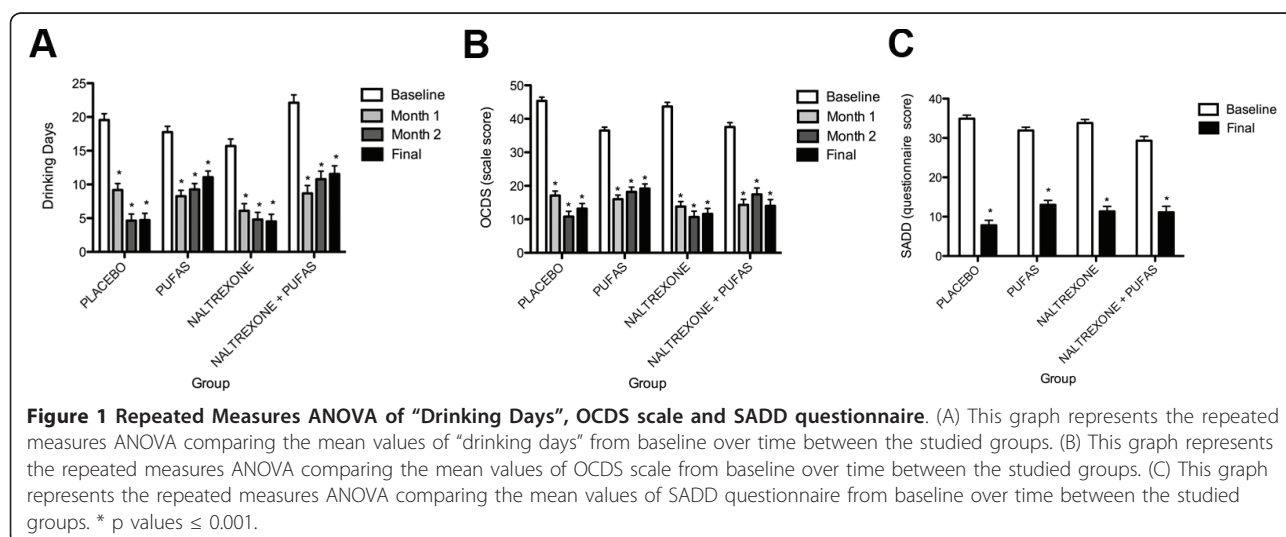 A
25
20
15
10
5
0
Drinking Days
Baseline
Month 1
Month 2
Final
* * * * * * * * * * * *
PLACEBO
PUFAS
NALTREXONE
NALTREXONE + PUFAS
Group
B
50
40
30
20
10
0
OCDS (scale score)
Baseline
Month 1
Month 2
Final
* * * * * * * * * * * *
PLACEBO
PUFAS
NALTREXONE
NALTREXONE + PUFAS
Group
C
40
30
20
10
0
SADD (questionnaire score)
Baseline
Final
* * * *
PLACEBO
PUFAS
NALTREXONE
NALTREXONE + PUFAS
Group
Figure 1 Repeated Measures ANOVA of “Drinking Days”, OCDS scale and SADD questionnaire. (A) This graph represents the repeated
measures ANOVA comparing the mean values of “drinking days” from baseline over time between the studied groups. (B) This graph represents
the repeated measures ANOVA comparing the mean values of OCDS scale from baseline over time between the studied groups. (C) This graph
represents the repeated measures ANOVA comparing the mean values of SADD questionnaire from baseline over time between the studied
groups. * p values ≤ 0.001.